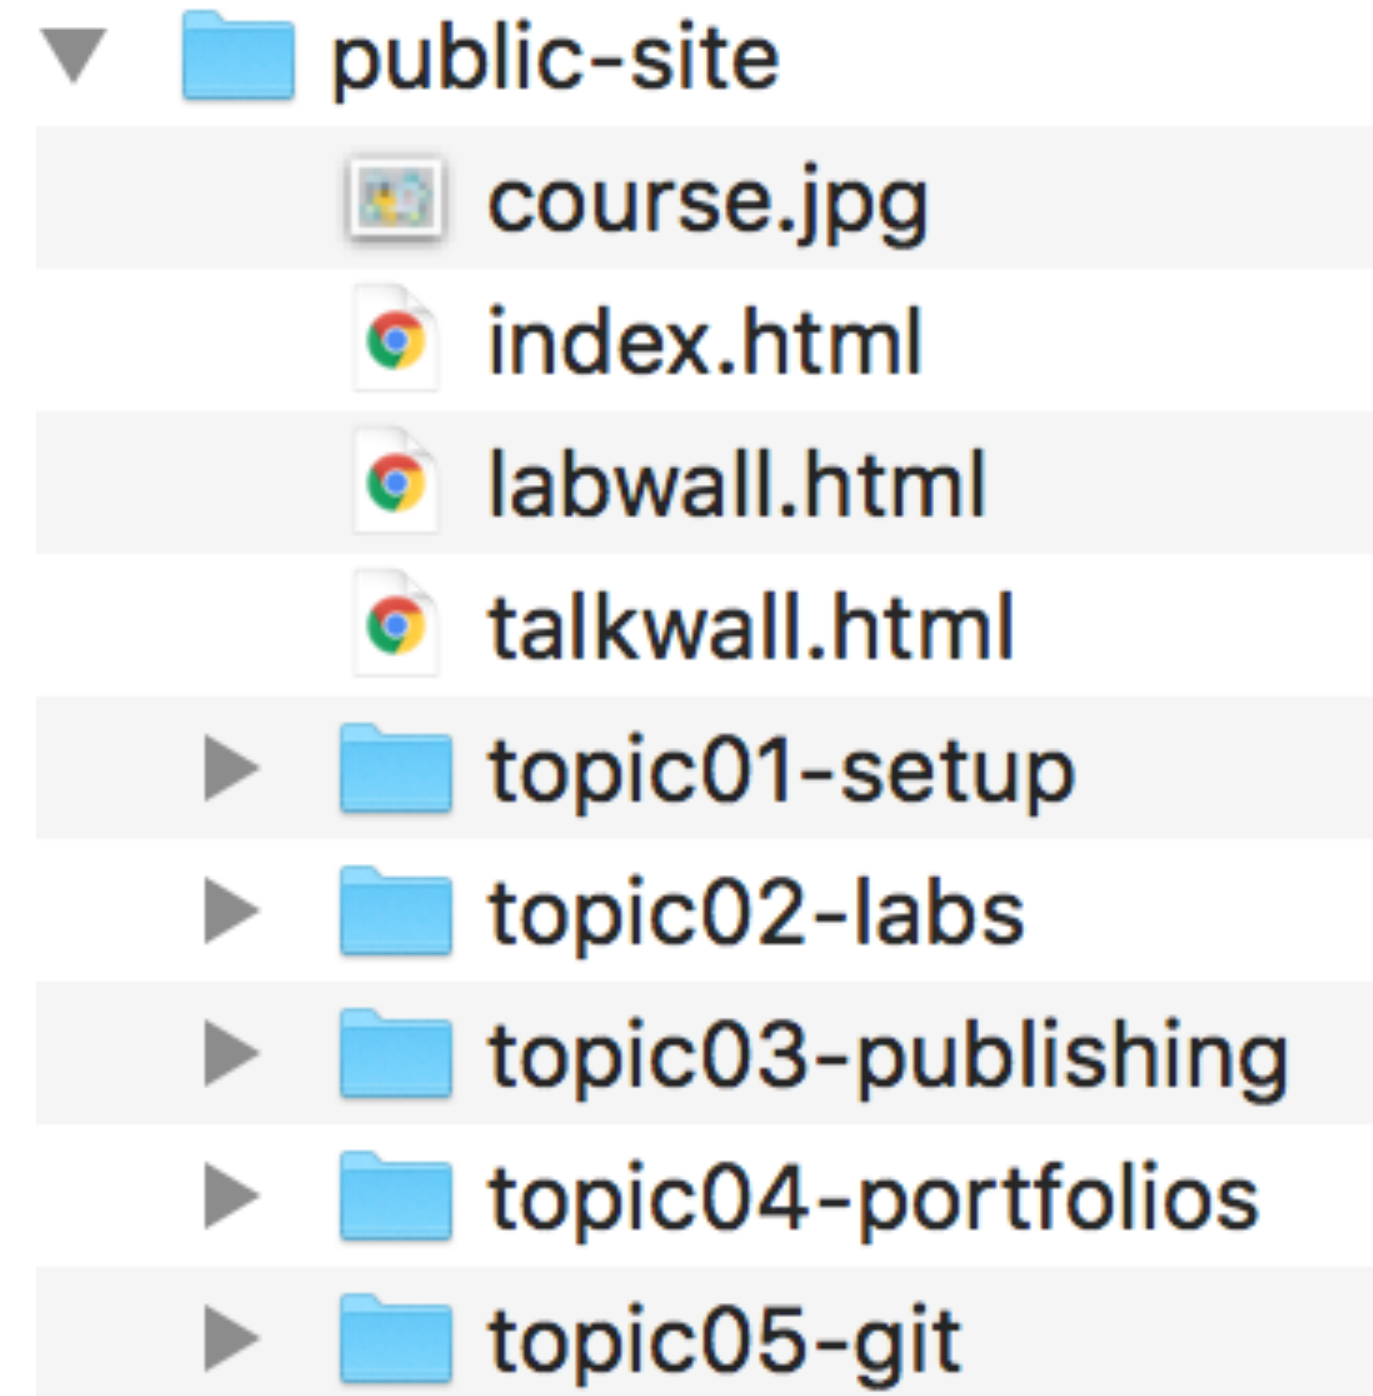 public-site
course.jpg
index.html
labwall.html
talkwall.html
topic01-setup
topic02-labs
topic03-publishing
topic04-portfolios
topic05-git